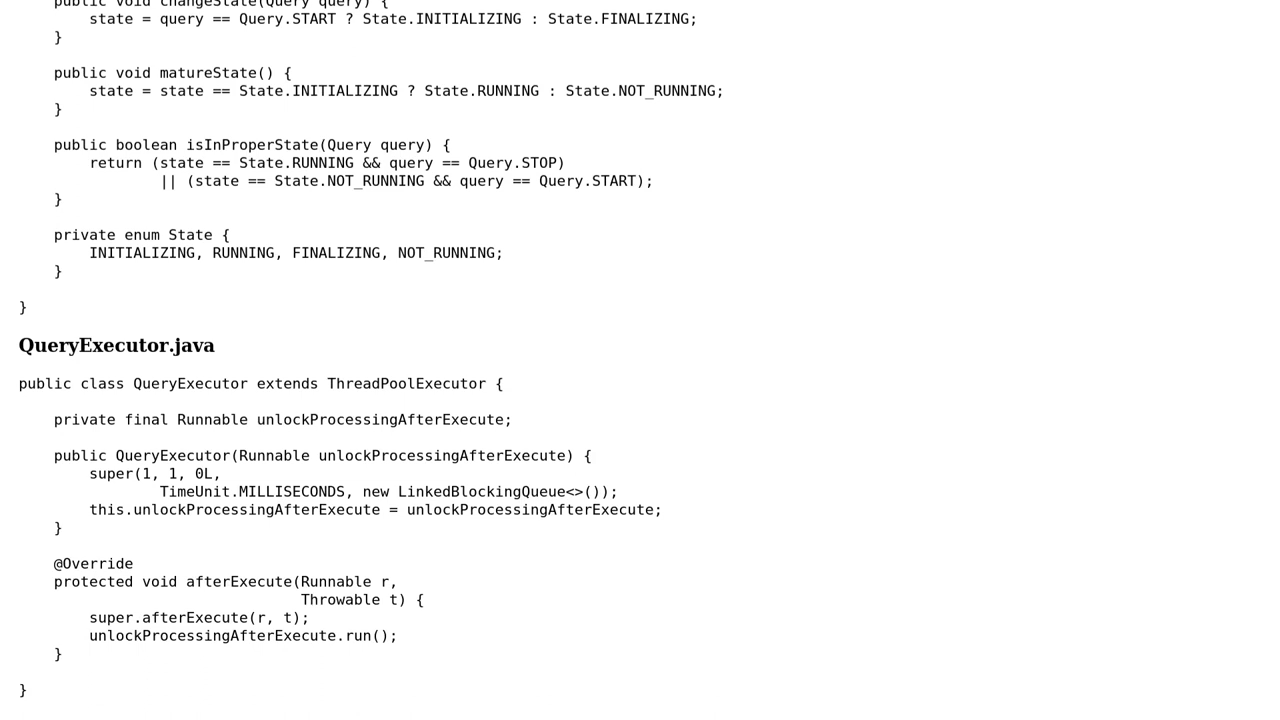 public void changeState(Query query) {
state = query == Query.START ? State.INITIALIZING : State.FINALIZING;
}
public void matureState() {
state = state == State.INITIALIZING ? State.RUNNING : State.NOT_RUNNING;
}
public boolean isInProperState(Query query) {
return (state == State.RUNNING && query == Query.STOP)
|| (state == State.NOT_RUNNING && query == Query.START);
}
private enum State {
INITIALIZING, RUNNING, FINALIZING, NOT_RUNNING;
}
}
QueryExecutor.java
public class QueryExecutor extends ThreadPoolExecutor {
private final Runnable unlockProcessingAfterExecute;
public QueryExecutor(Runnable unlockProcessingAfterExecute) {
super(1, 1, 0L,
TimeUnit.MILLISECONDS, new LinkedBlockingQueue<>());
this.unlockProcessingAfterExecute = unlockProcessingAfterExecute;
}
@Override
protected void afterExecute(Runnable r,
Throwable t) {
super.afterExecute(r, t);
unlockProcessingAfterExecute.run();
}
}